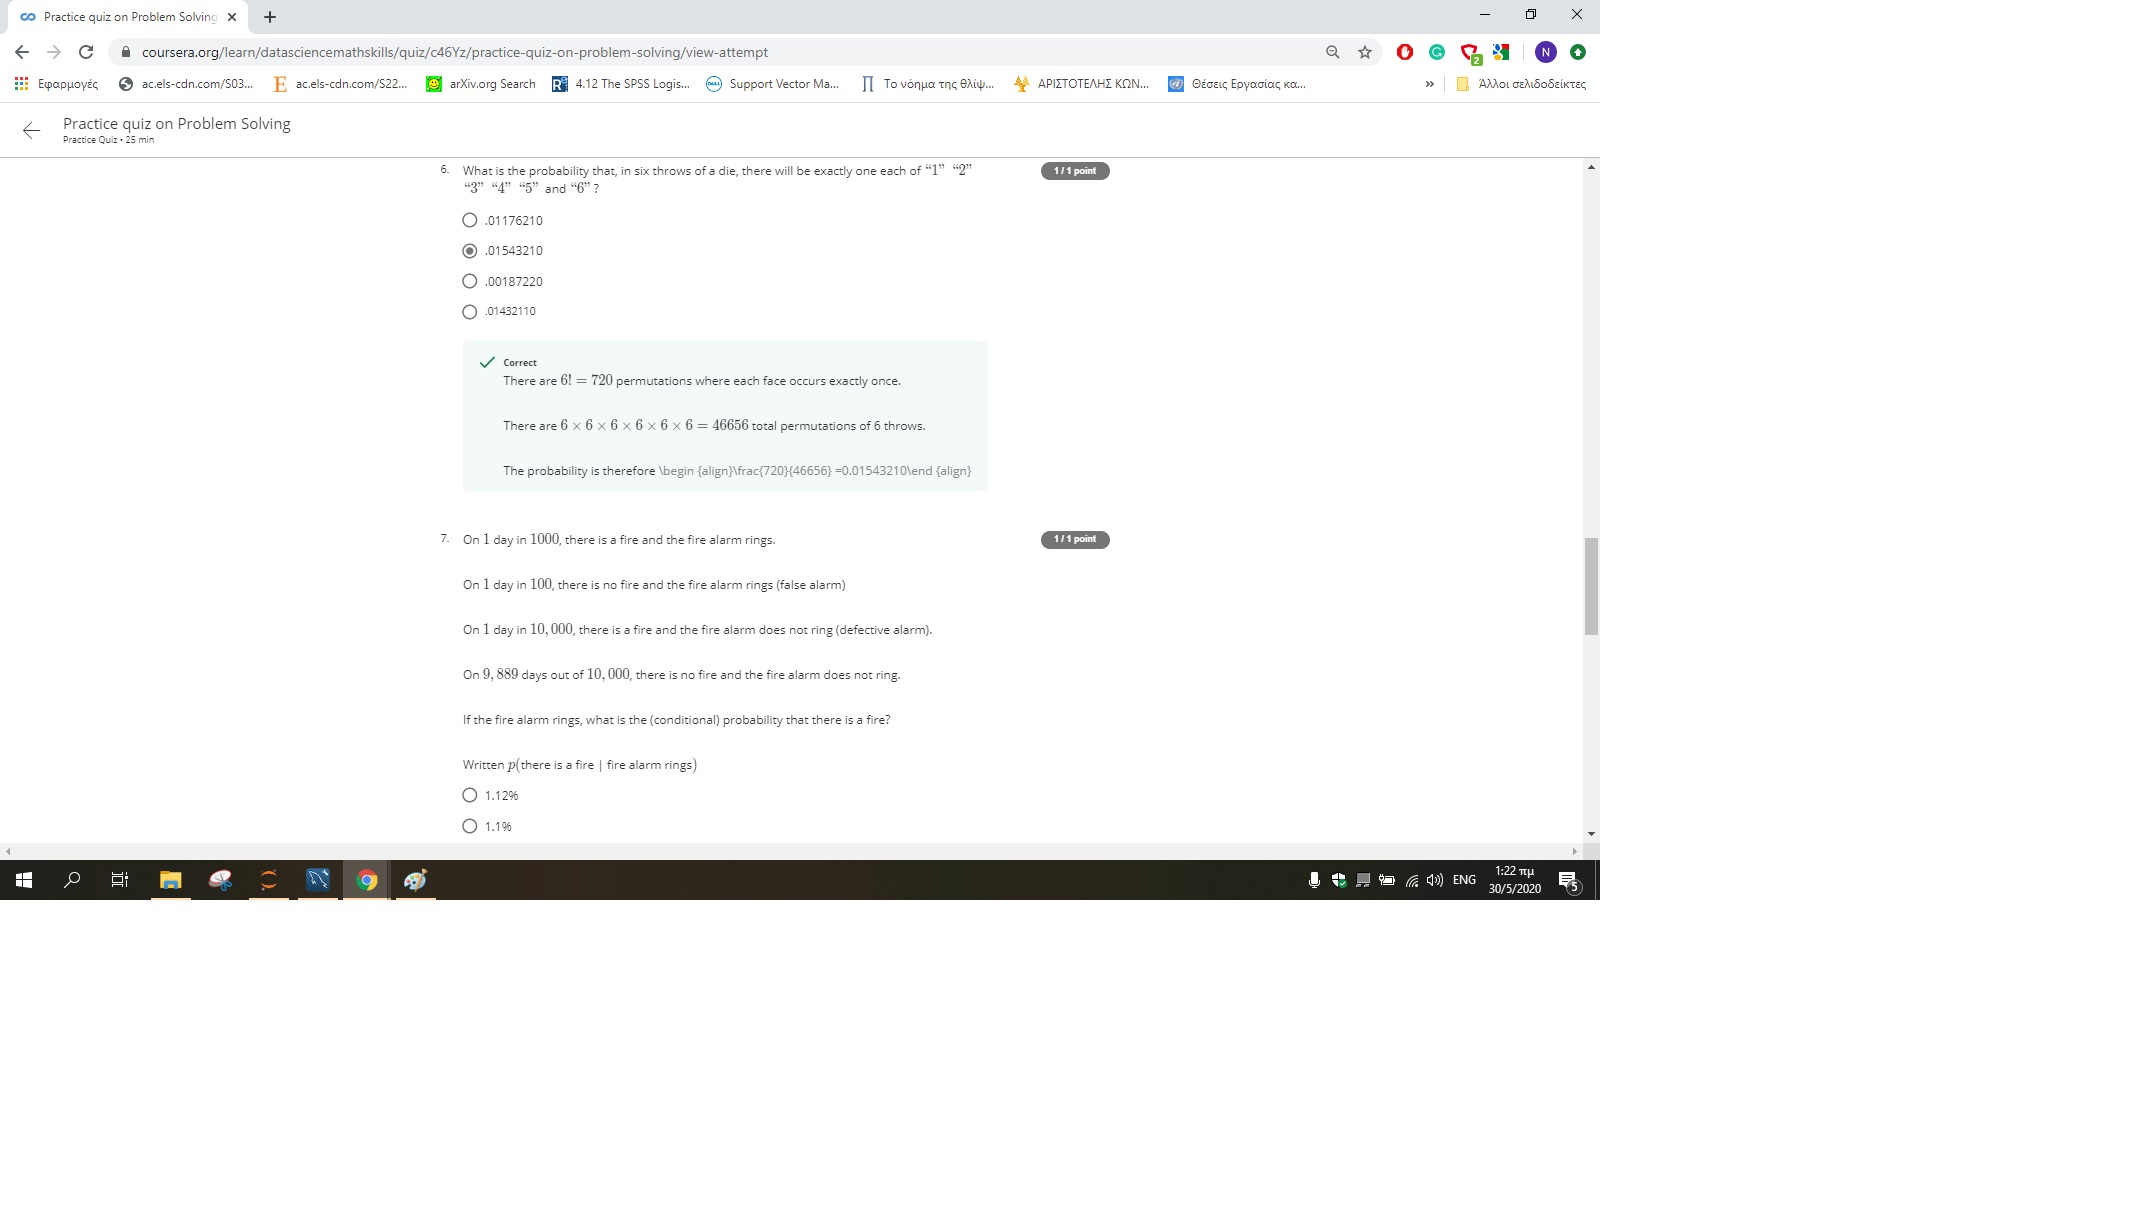 Practice quiz on Problem Solving
coursera.org/learn/datasciencemathskills/quiz/c46Yz/practice-quiz-on-problem-solving/view-attempt
2
N
Εφαρμογές
ac.els-cdn.com/S03...
ac.els-cdn.com/S22...
arXiv.org Search
4.12 The SPSS Logis...
Support Vector Ma...
Το νόημα της θλίψ...
ΑΡΙΣΤΟΤΕΛΗΣ ΚΩΝ...
Θέσεις Εργασίας κα...
»
Άλλοι σελιδοδείκτες
Practice quiz on Problem Solving
Practice Quiz • 25 min
6. What is the probability that, in six throws of a die, there will be exactly one each of “1” “2”
“3” “4” “5” and “6” ?
1 / 1 point
.01176210
.01543210
.00187220
.01432110
Correct
There are 6! = 720 permutations where each face occurs exactly once.
There are 6 × 6 × 6 × 6 × 6 × 6 = 46656 total permutations of 6 throws.
The probability is therefore \begin {align}\frac{720}{46656} =0.01543210\end {align}
7. On 1 day in 1000, there is a fire and the fire alarm rings.
1 / 1 point
On 1 day in 100, there is no fire and the fire alarm rings (false alarm)
On 1 day in 10, 000, there is a fire and the fire alarm does not ring (defective alarm).
On 9, 889 days out of 10, 000, there is no fire and the fire alarm does not ring.
If the fire alarm rings, what is the (conditional) probability that there is a fire?
Written p(there is a fire | fire alarm rings)
1.12%
1.1%
ENG
1:22 πμ
30/5/2020
5